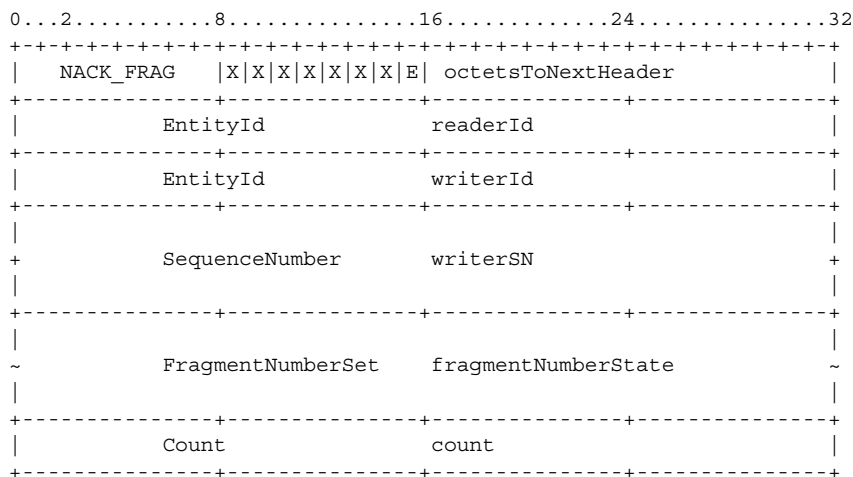 0...2...........8...............16.............24...............32
+-+-+-+-+-+-+-+-+-+-+-+-+-+-+-+-+-+-+-+-+-+-+-+-+-+-+-+-+-+-+-+-+
| NACK_FRAG |X|X|X|X|X|X|X|E| octetsToNextHeader |
+---------------+---------------+---------------+---------------+
| EntityId readerId |
+---------------+---------------+---------------+---------------+
| EntityId writerId |
+---------------+---------------+---------------+---------------+
| |
+ SequenceNumber writerSN +
| |
+---------------+---------------+---------------+---------------+
| |
~ FragmentNumberSet fragmentNumberState ~
| |
+---------------+---------------+---------------+---------------+
| Count count |
+---------------+---------------+---------------+---------------+